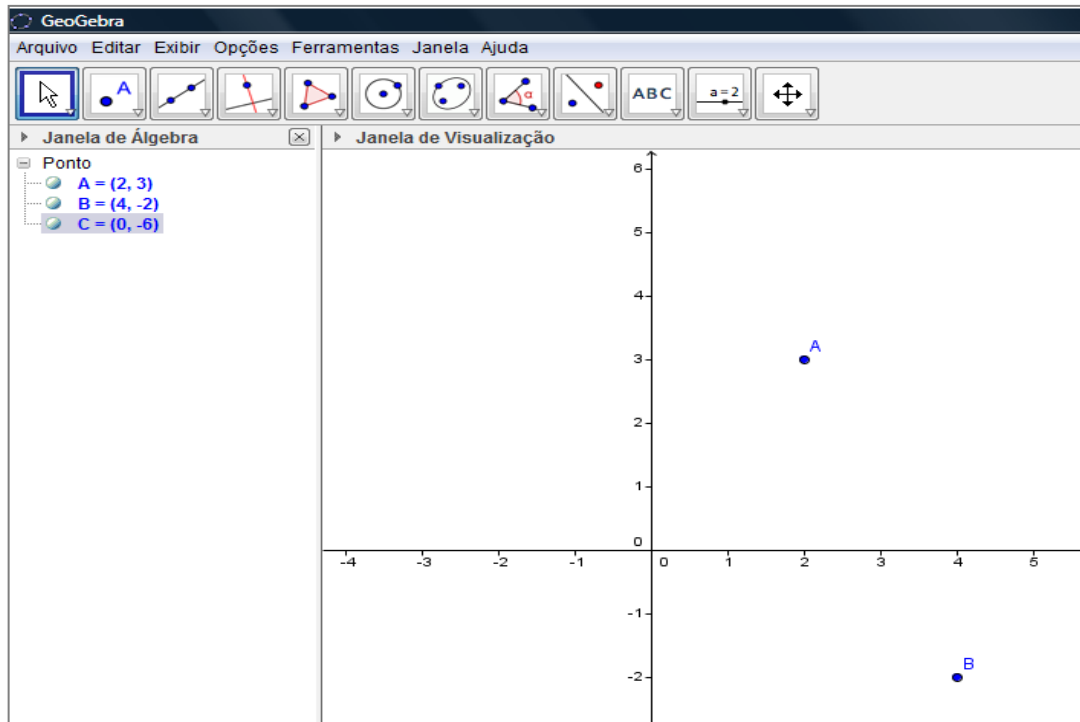 GeoGebra
Arquivo Editar Exibir Opções Ferramentas Janela Ajuda
A α ABC a=2
Janela de Álgebra
Janela de Visualização
Ponto
A = (2, 3)
B = (4, -2)
C = (0, -6)
6
5
4
A
3
2
1
0
-4 -3 -2 -1 0 1 2 3 4 5
-1
B
-2